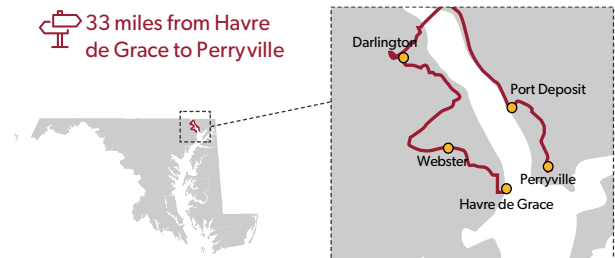 33 miles from Havre
de Grace to Perryville
Darlington
Port Deposit
Webster
Perryville
Havre de Grace